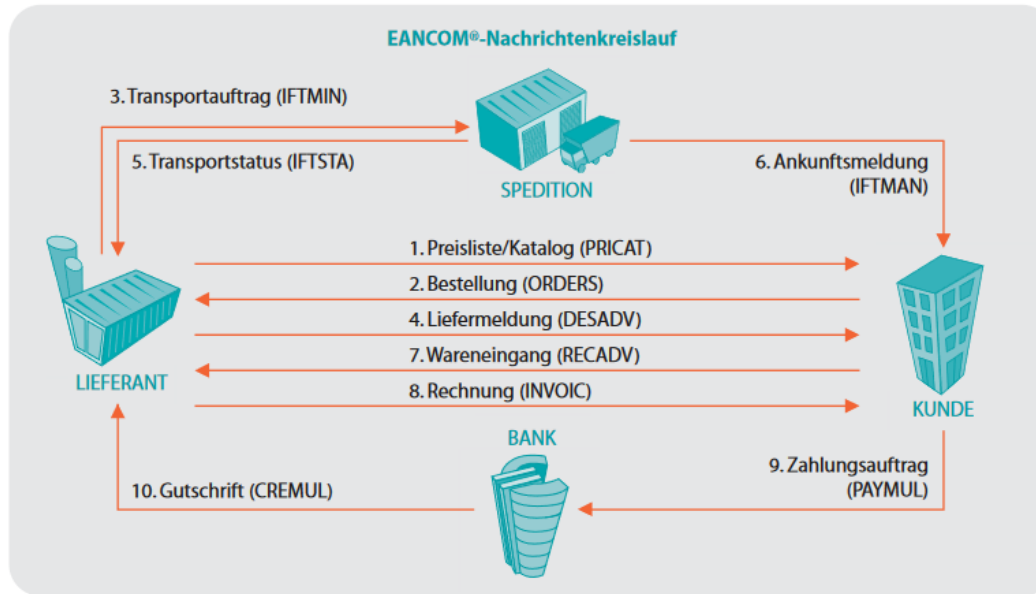 EANCOM®-Nachrichtenkreislauf
3. Transportauftrag (IFTMIN)
5. Transportstatus (IFTSTA)
SPEDITION
6. Ankunftsmeldung
(IFTMAN)
1. Preisliste/Katalog (PRICAT)
2. Bestellung (ORDERS)
4. Liefermeldung (DESADV)
7. Wareneingang (RECADV)
8. Rechnung (INVOIC)
LIEFERANT
KUNDE
BANK
9. Zahlungsauftrag
(PAYMUL)
10. Gutschrift (CREMUL)